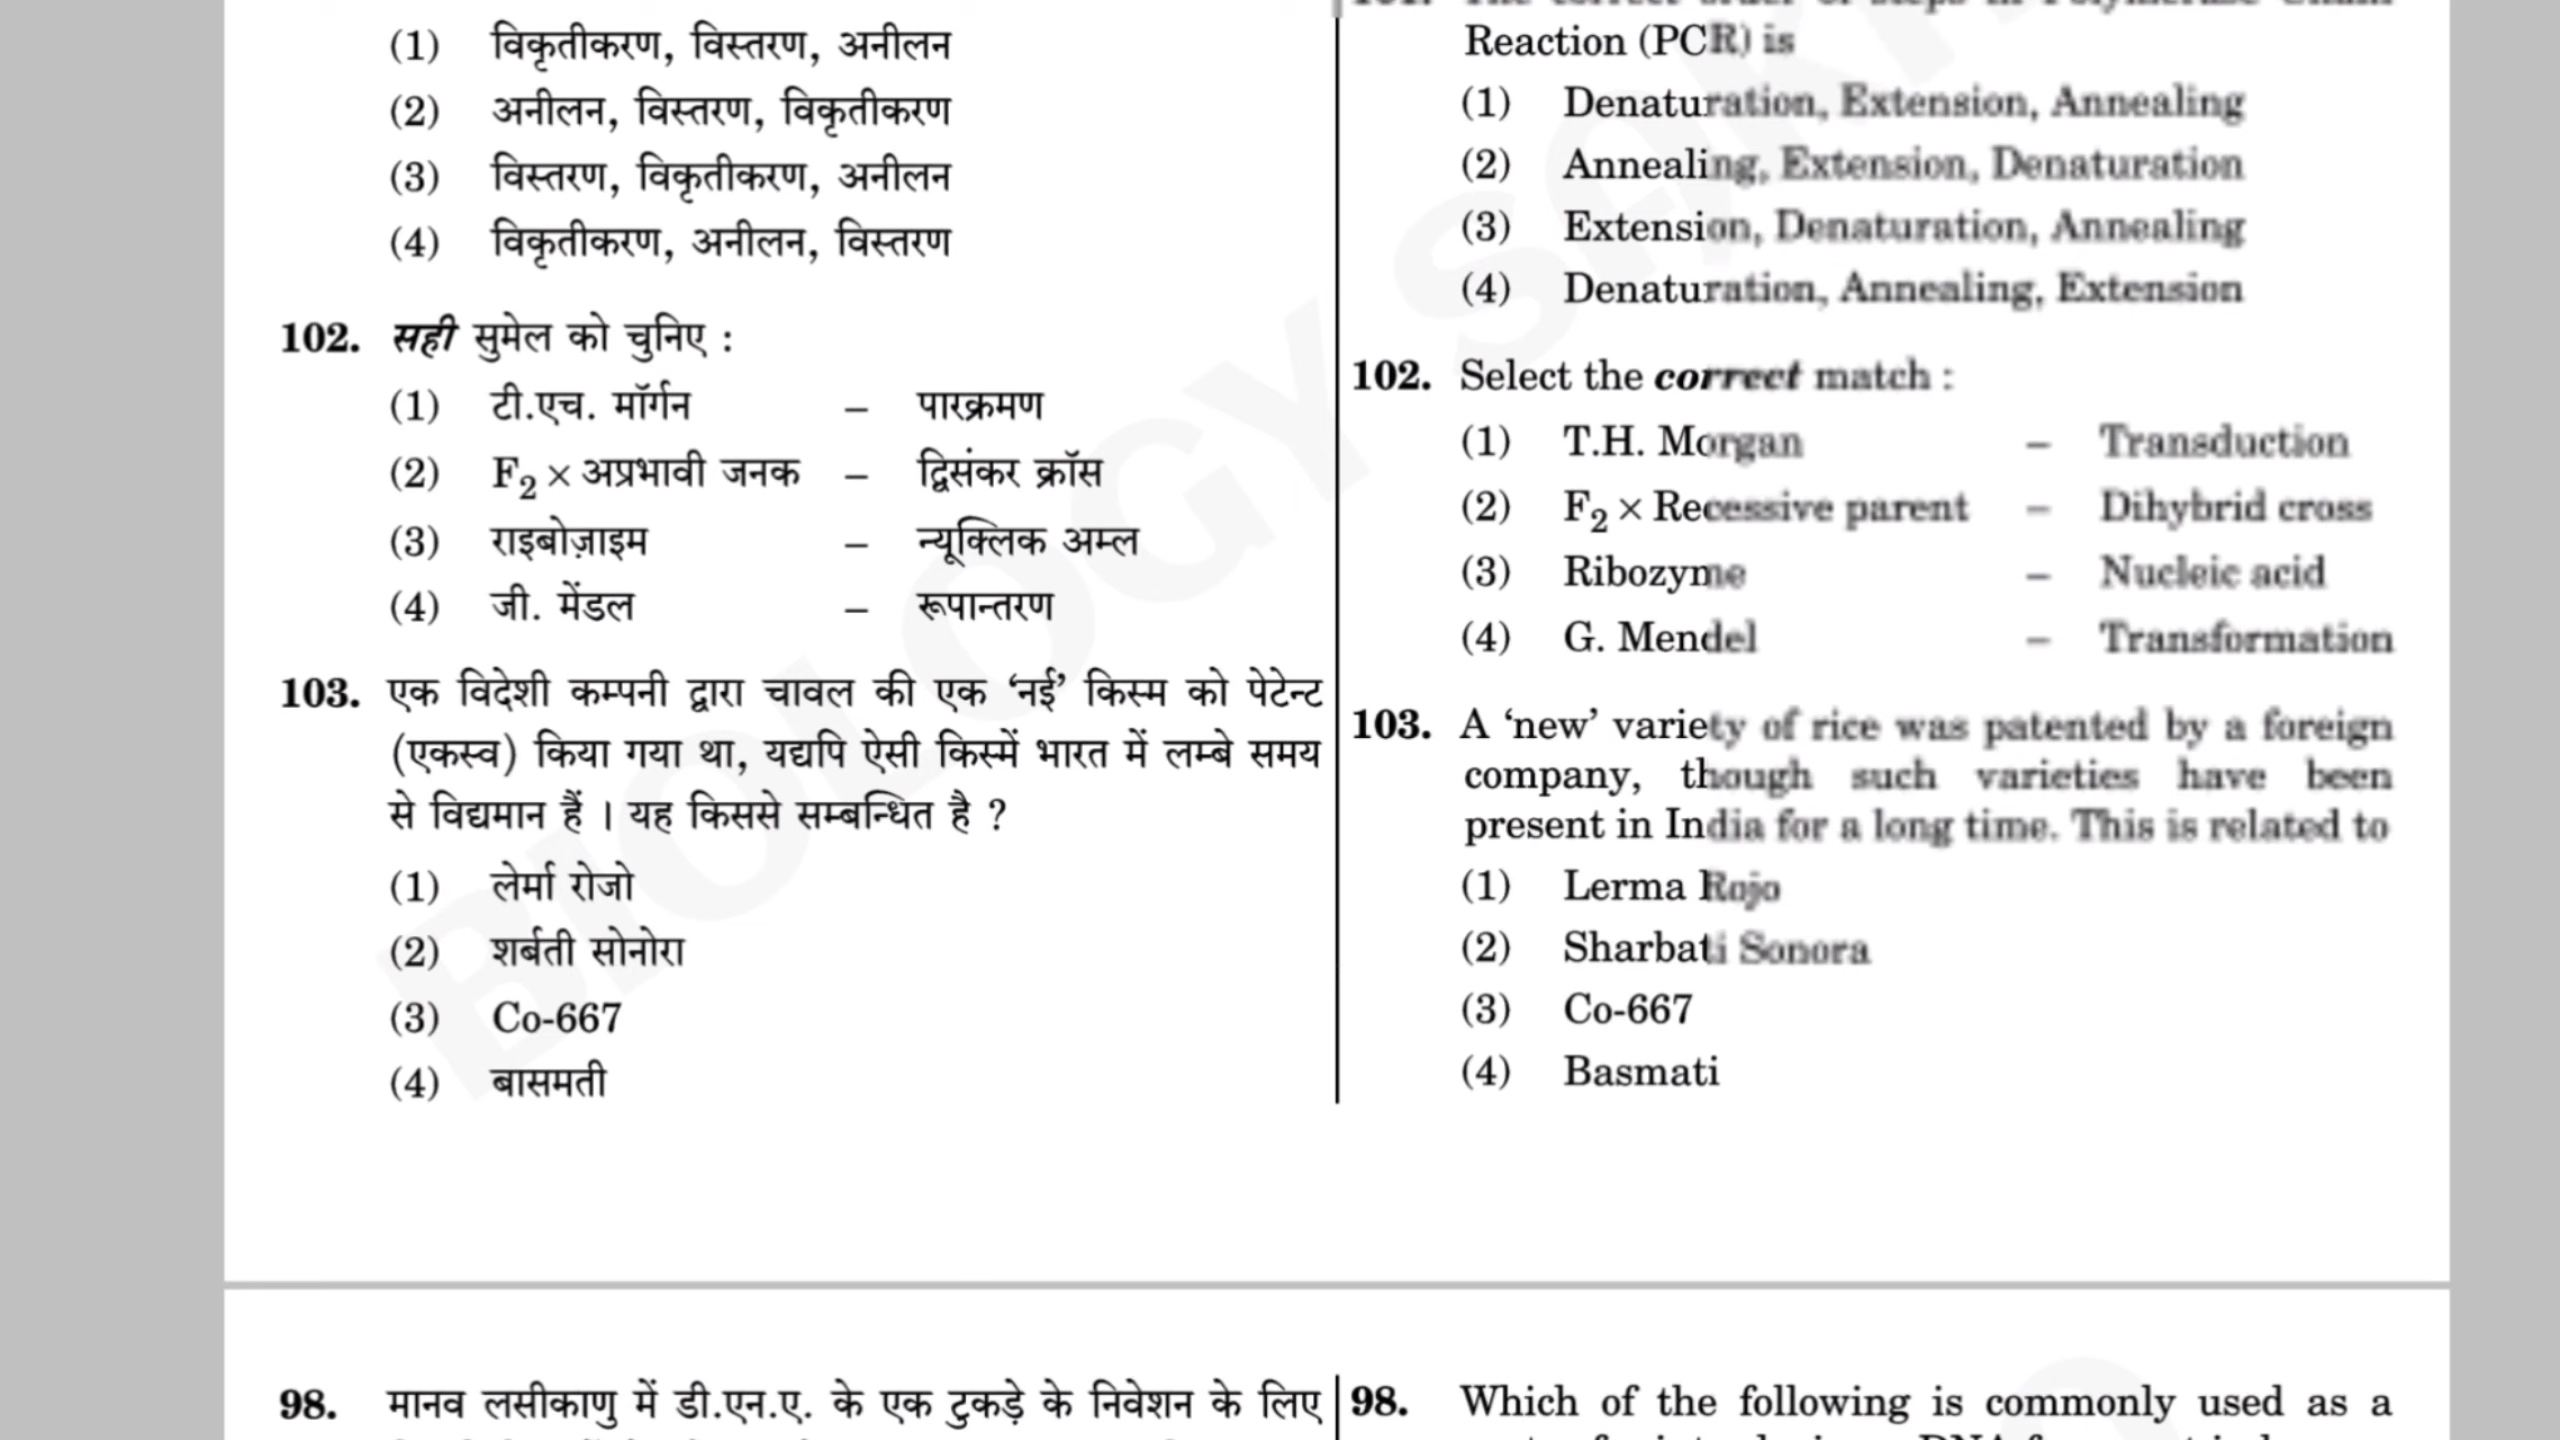 (1) विकृतीकरण, विस्तरण, अनीलन
(2) अनीलन, विस्तरण, विकृतीकरण
(3) विस्तरण, विकृतीकरण, अनीलन
(4) विकृतीकरण, अनीलन, विस्तरण
102. सही सुमेल को चुनिए :
(1) टी.एच. मॉर्गन – पारक्रमण
(2) F₂ × अप्रभावी जनक – द्विसंकर क्रॉस
(3) राइबोज़ाइम – न्यूक्लिक अम्ल
(4) जी. मेंडल – रूपान्तरण
103. एक विदेशी कम्पनी द्वारा चावल की एक ‘नई’ किस्म को पेटेन्ट
(एकस्व) किया गया था, यद्यपि ऐसी किस्में भारत में लम्बे समय
से विद्यमान हैं । यह किससे सम्बन्धित है ?
(1) लेर्मा रोजो
(2) शर्बती सोनोरा
(3) Co-667
(4) बासमती
Reaction (PCR) is
(1) Denaturation, Extension, Annealing
(2) Annealing, Extension, Denaturation
(3) Extension, Denaturation, Annealing
(4) Denaturation, Annealing, Extension
102. Select the correct match :
(1) T.H. Morgan – Transduction
(2) F₂ × Recessive parent – Dihybrid cross
(3) Ribozyme – Nucleic acid
(4) G. Mendel – Transformation
103. A ‘new’ variety of rice was patented by a foreign
company, though such varieties have been
present in India for a long time. This is related to
(1) Lerma Rojo
(2) Sharbati Sonora
(3) Co-667
(4) Basmati
98. मानव लसीकाणु में डी.एन.ए. के एक टुकड़े के निवेशन के लिए
98. Which of the following is commonly used as a
BIOLOGY